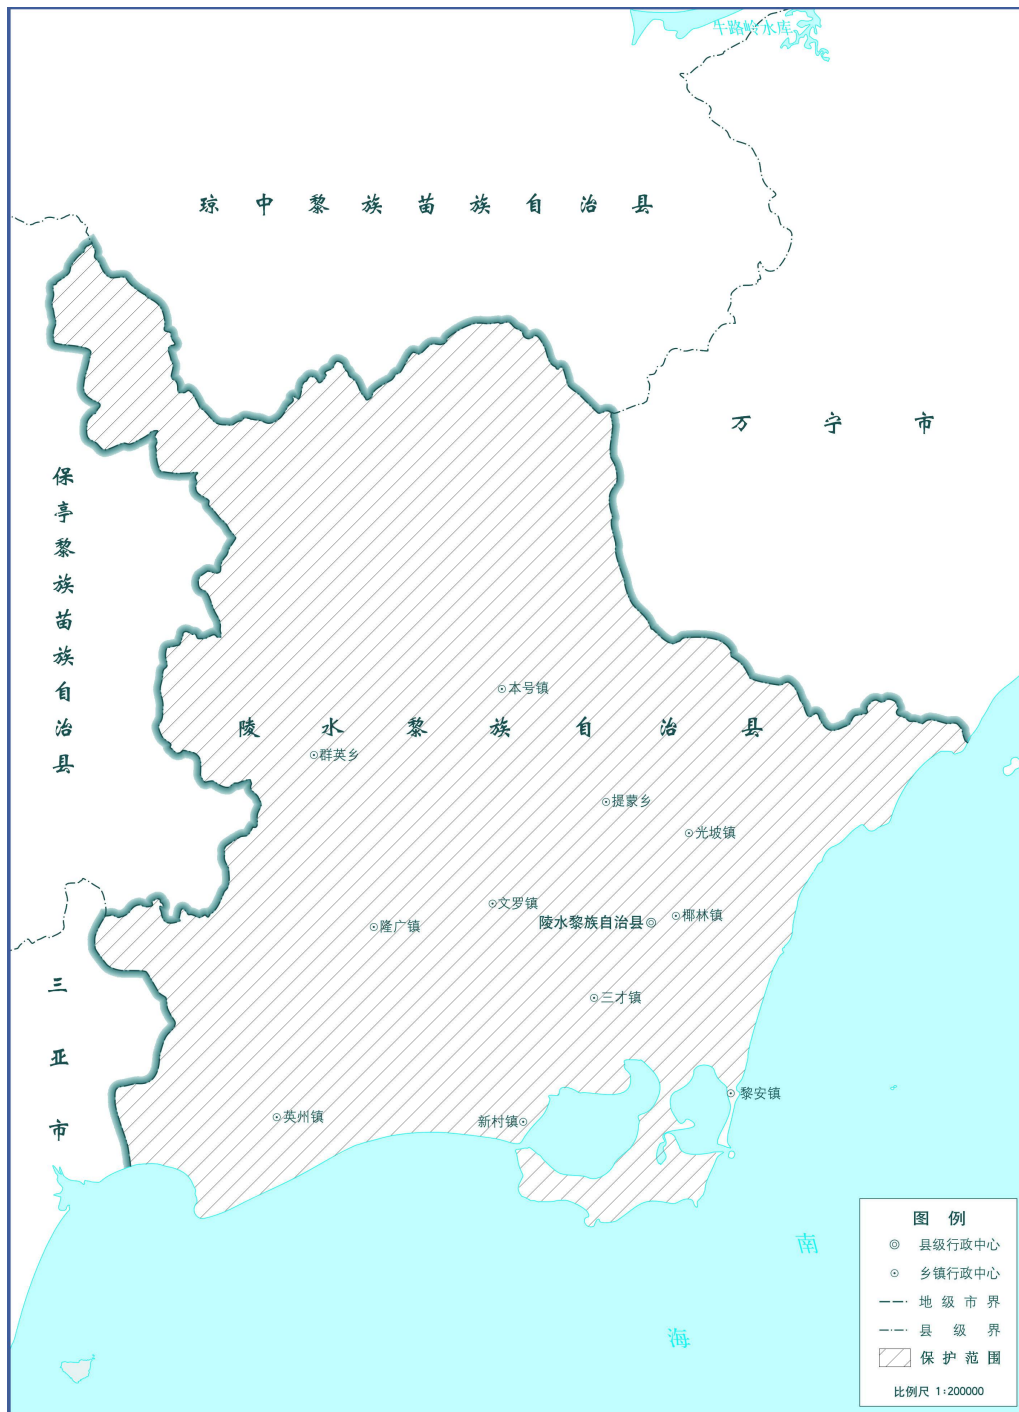 牛路岭水库
琼中黎族苗族自治县
万宁市
保亭黎族苗族自治县
本号镇
陵水黎族自治县
群英乡
提蒙乡
光坡镇
文罗镇
椰林镇
陵水黎族自治县
隆广镇
三亚市
三才镇
黎安镇
英州镇
新村镇
南海
图例
县级行政中心
乡镇行政中心
地级市界
县级界
保护范围
比例尺 1:200000